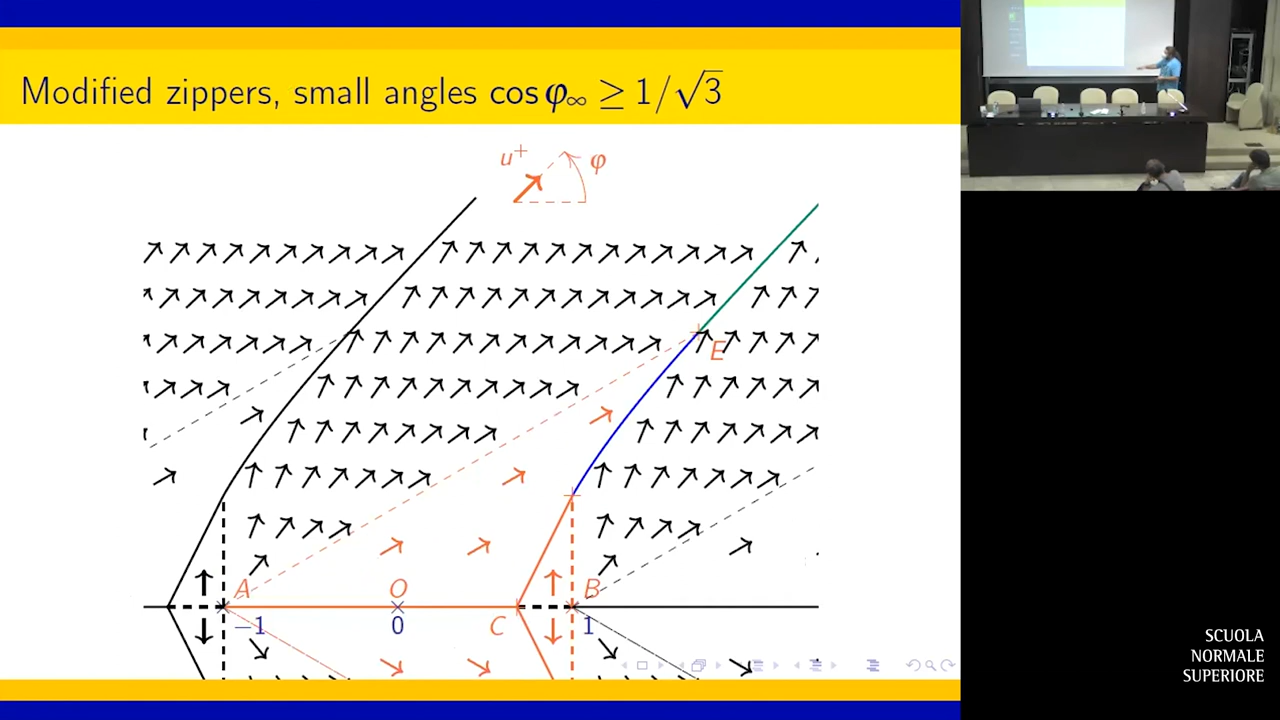 Modified zippers, small angles cos φ∞ ≥ 1/√3
u⁺
φ
E
A
O
B
−1
0
C
1
SCUOLA
NORMALE
SUPERIORE